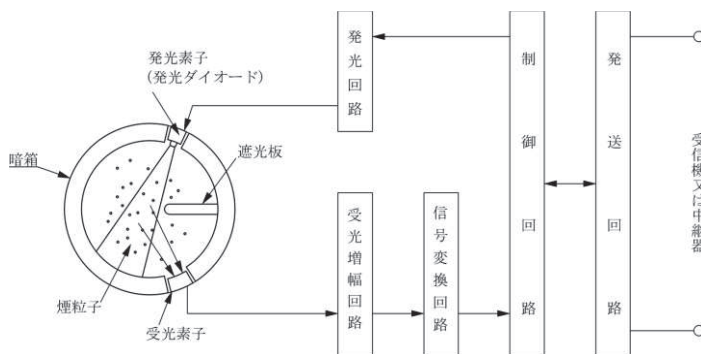 発光素子
(発光ダイオード)
暗箱
遮光板
煙粒子
受光素子
発光回路
受光増幅回路
信号変換回路
制御回路
発送回路
受信機又は中継器